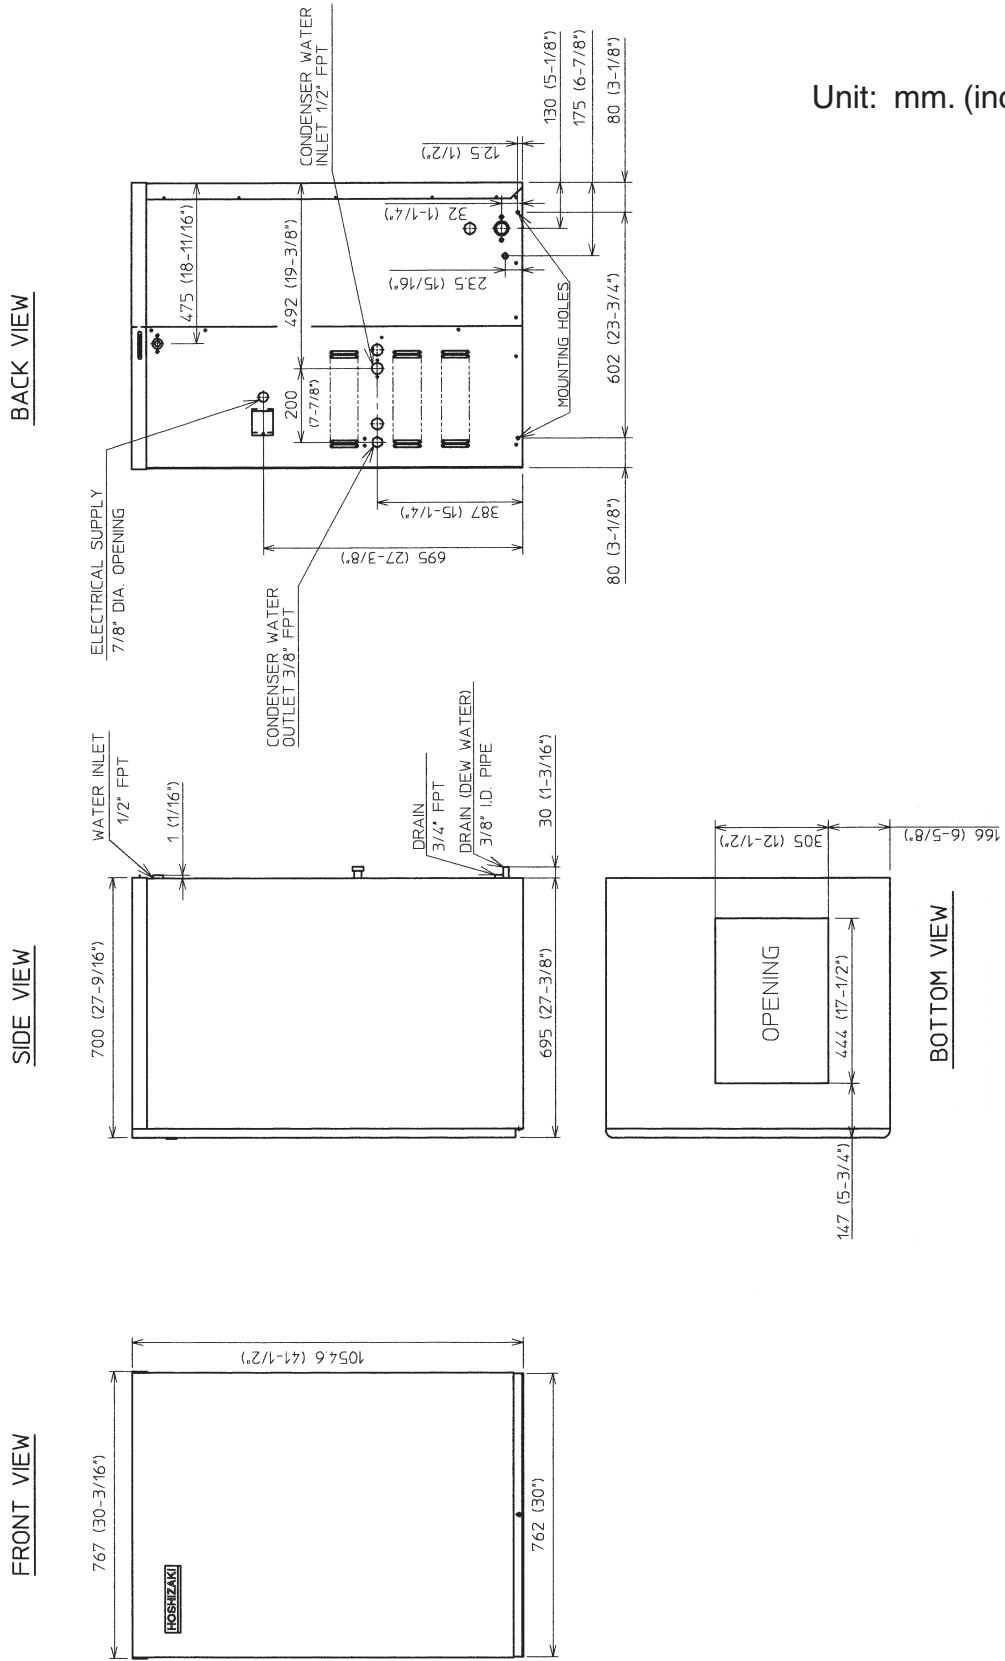 Unit: mm. (inc
FRONT VIEW
767 (30-3/16")
HOSHIZAKI
1054.6 (41-1/2")
762 (30")
SIDE VIEW
700 (27-9/16")
WATER INLET
1/2" FPT
1 (1/16")
DRAIN
3/4" FPT
DRAIN (DEW WATER)
3/8" I.D. PIPE
30 (1-3/16")
695 (27-3/8")
OPENING
305 (12-1/2")
166 (6-5/8")
444 (17-1/2")
147 (5-3/4")
BOTTOM VIEW
BACK VIEW
ELECTRICAL SUPPLY
7/8" DIA. OPENING
CONDENSER WATER
OUTLET 3/8" FPT
CONDENSER WATER
INLET 1/2" FPT
475 (18-11/16")
492 (19-3/8")
200
(7-7/8")
695 (27-3/8")
387 (15-1/4")
32 (1-1/4")
23.5 (15/16")
12.5 (1/2")
MOUNTING HOLES
130 (5-1/8")
175 (6-7/8")
80 (3-1/8")
602 (23-3/4")
80 (3-1/8")